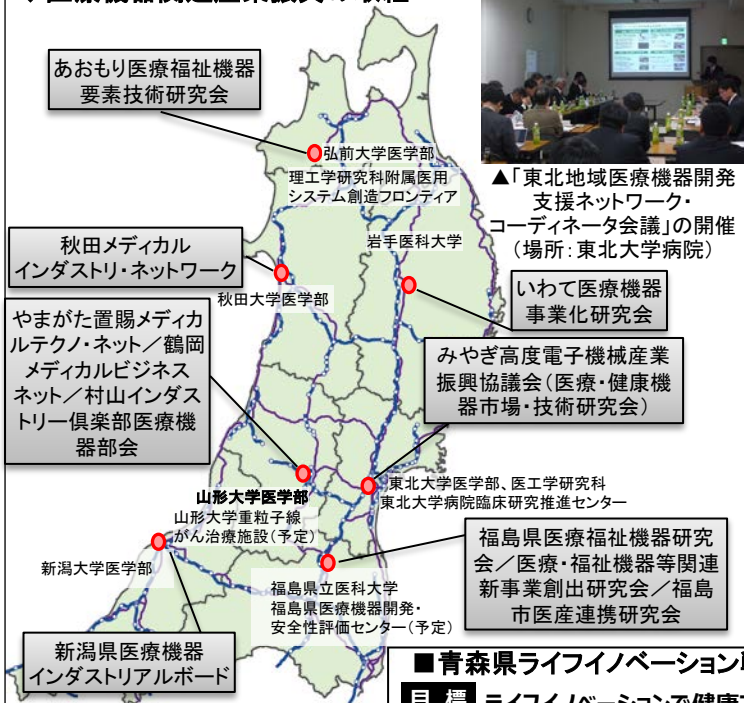 あおもり医療福祉機器
要素技術研究会
弘前大学医学部
理工学研究科附属医用
システム創造フロンティア
▲「東北地域医療機器開発
支援ネットワーク・
コーディネータ会議」の開催
（場所：東北大学病院）
岩手医科大学
秋田メディカル
インダストリ・ネットワーク
秋田大学医学部
いわて医療機器
事業化研究会
やまがた置賜メディカ
ルテクノ・ネット／鶴岡
メディカルビジネス
ネット／村山インダス
トリー倶楽部医療機
器部会
みやぎ高度電子機械産業
振興協議会（医療・健康機
器市場・技術研究会）
山形大学医学部
山形大学重粒子線
がん治療施設（予定）
東北大学医学部、医工学研究科
東北大学病院臨床研究推進センター
新潟大学医学部
福島県立医科大学
福島県医療機器開発・
安全性評価センター（予定）
福島県医療福祉機器研究
会／医療・福祉機器等関連
新事業創出研究会／福島
市医産連携研究会
新潟県医療機器
インダストリアルボード
■青森県ライフイノベーション
目 標 ライフイノベーションで健康